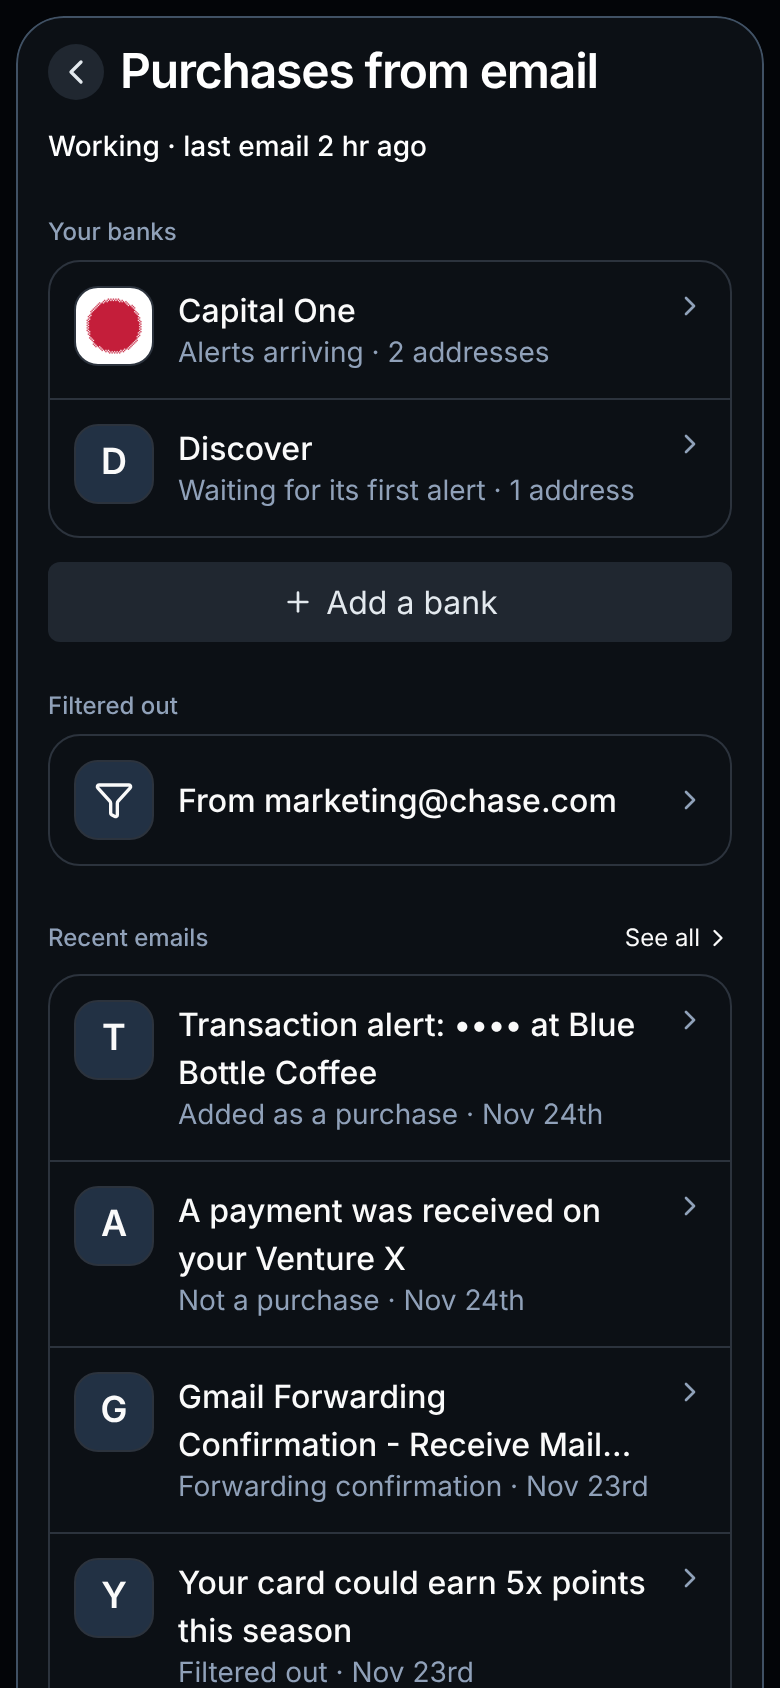 Purchases from email
Working · last email 2 hr ago
Your banks
Capital One
Alerts arriving · 2 addresses
D
Discover
Waiting for its first alert · 1 address
+ Add a bank
Filtered out
From marketing@chase.com
Recent emails
See all
T
Transaction alert: •••• at Blue
Bottle Coffee
Added as a purchase · Nov 24th
A
A payment was received on
your Venture X
Not a purchase · Nov 24th
G
Gmail Forwarding
Confirmation - Receive Mail...
Forwarding confirmation · Nov 23rd
Y
Your card could earn 5x points
this season
Filtered out · Nov 23rd